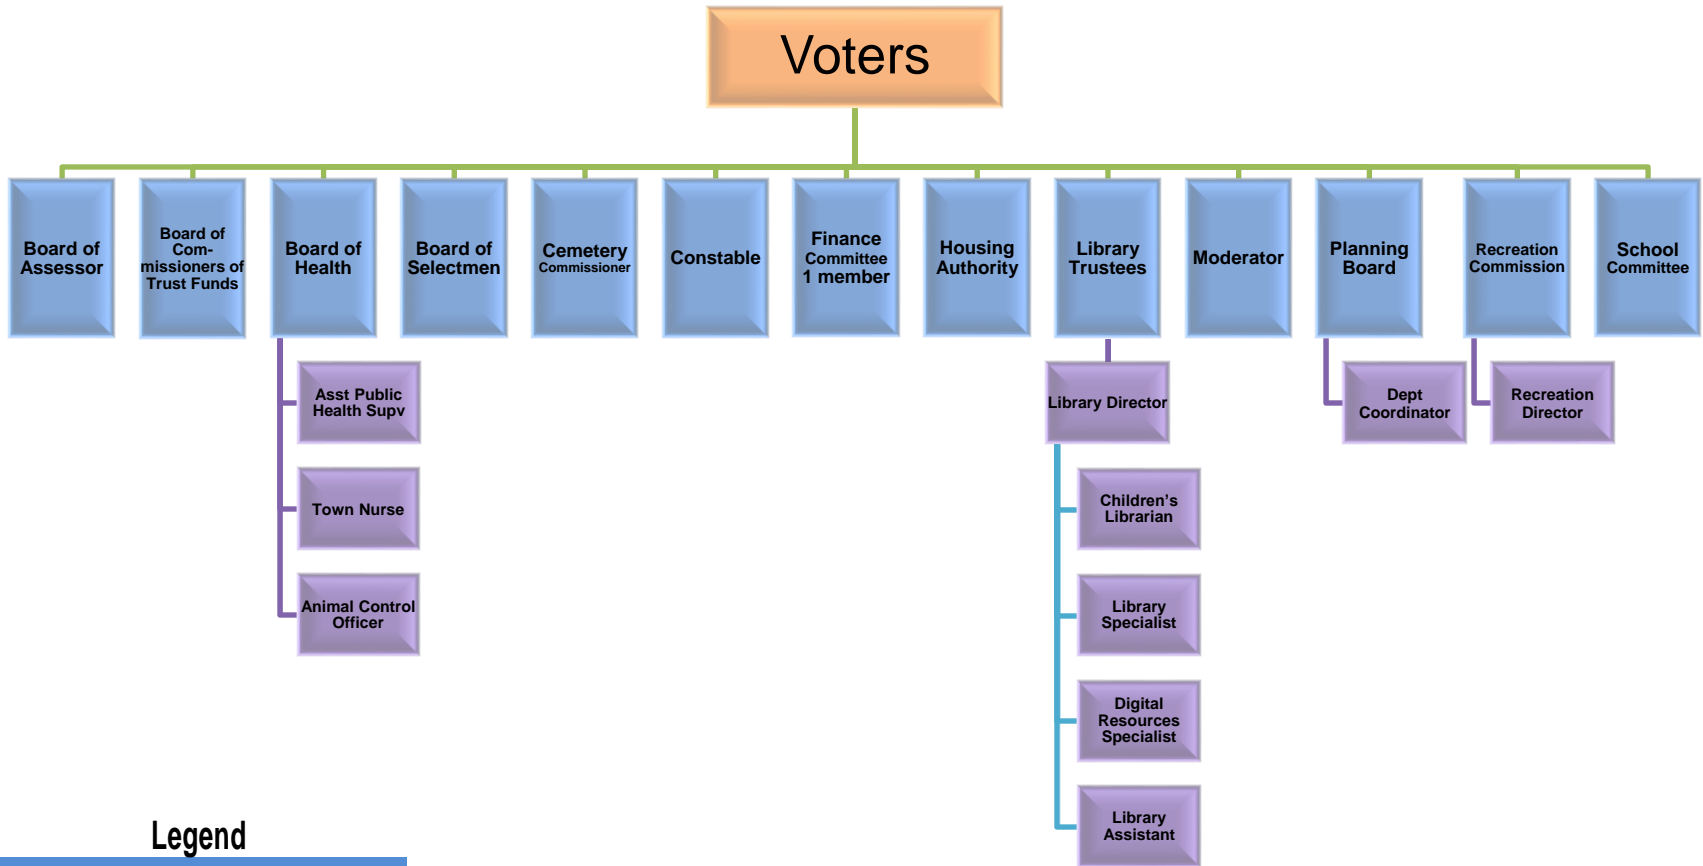 Voters
Board of
Assessor
Board of
Com-
missioners of
Trust Funds
Board of
Health
Board of
Selectmen
Cemetery
Commissioner
Constable
Finance
Committee
1 member
Housing
Authority
Library
Trustees
Moderator
Planning
Board
Recreation
Commission
School
Committee
Asst Public
Health Supv
Town Nurse
Animal Control
Officer
Library Director
Children's
Librarian
Library
Specialist
Digital
Resources
Specialist
Library
Assistant
Dept
Coordinator
Recreation
Director
Legend